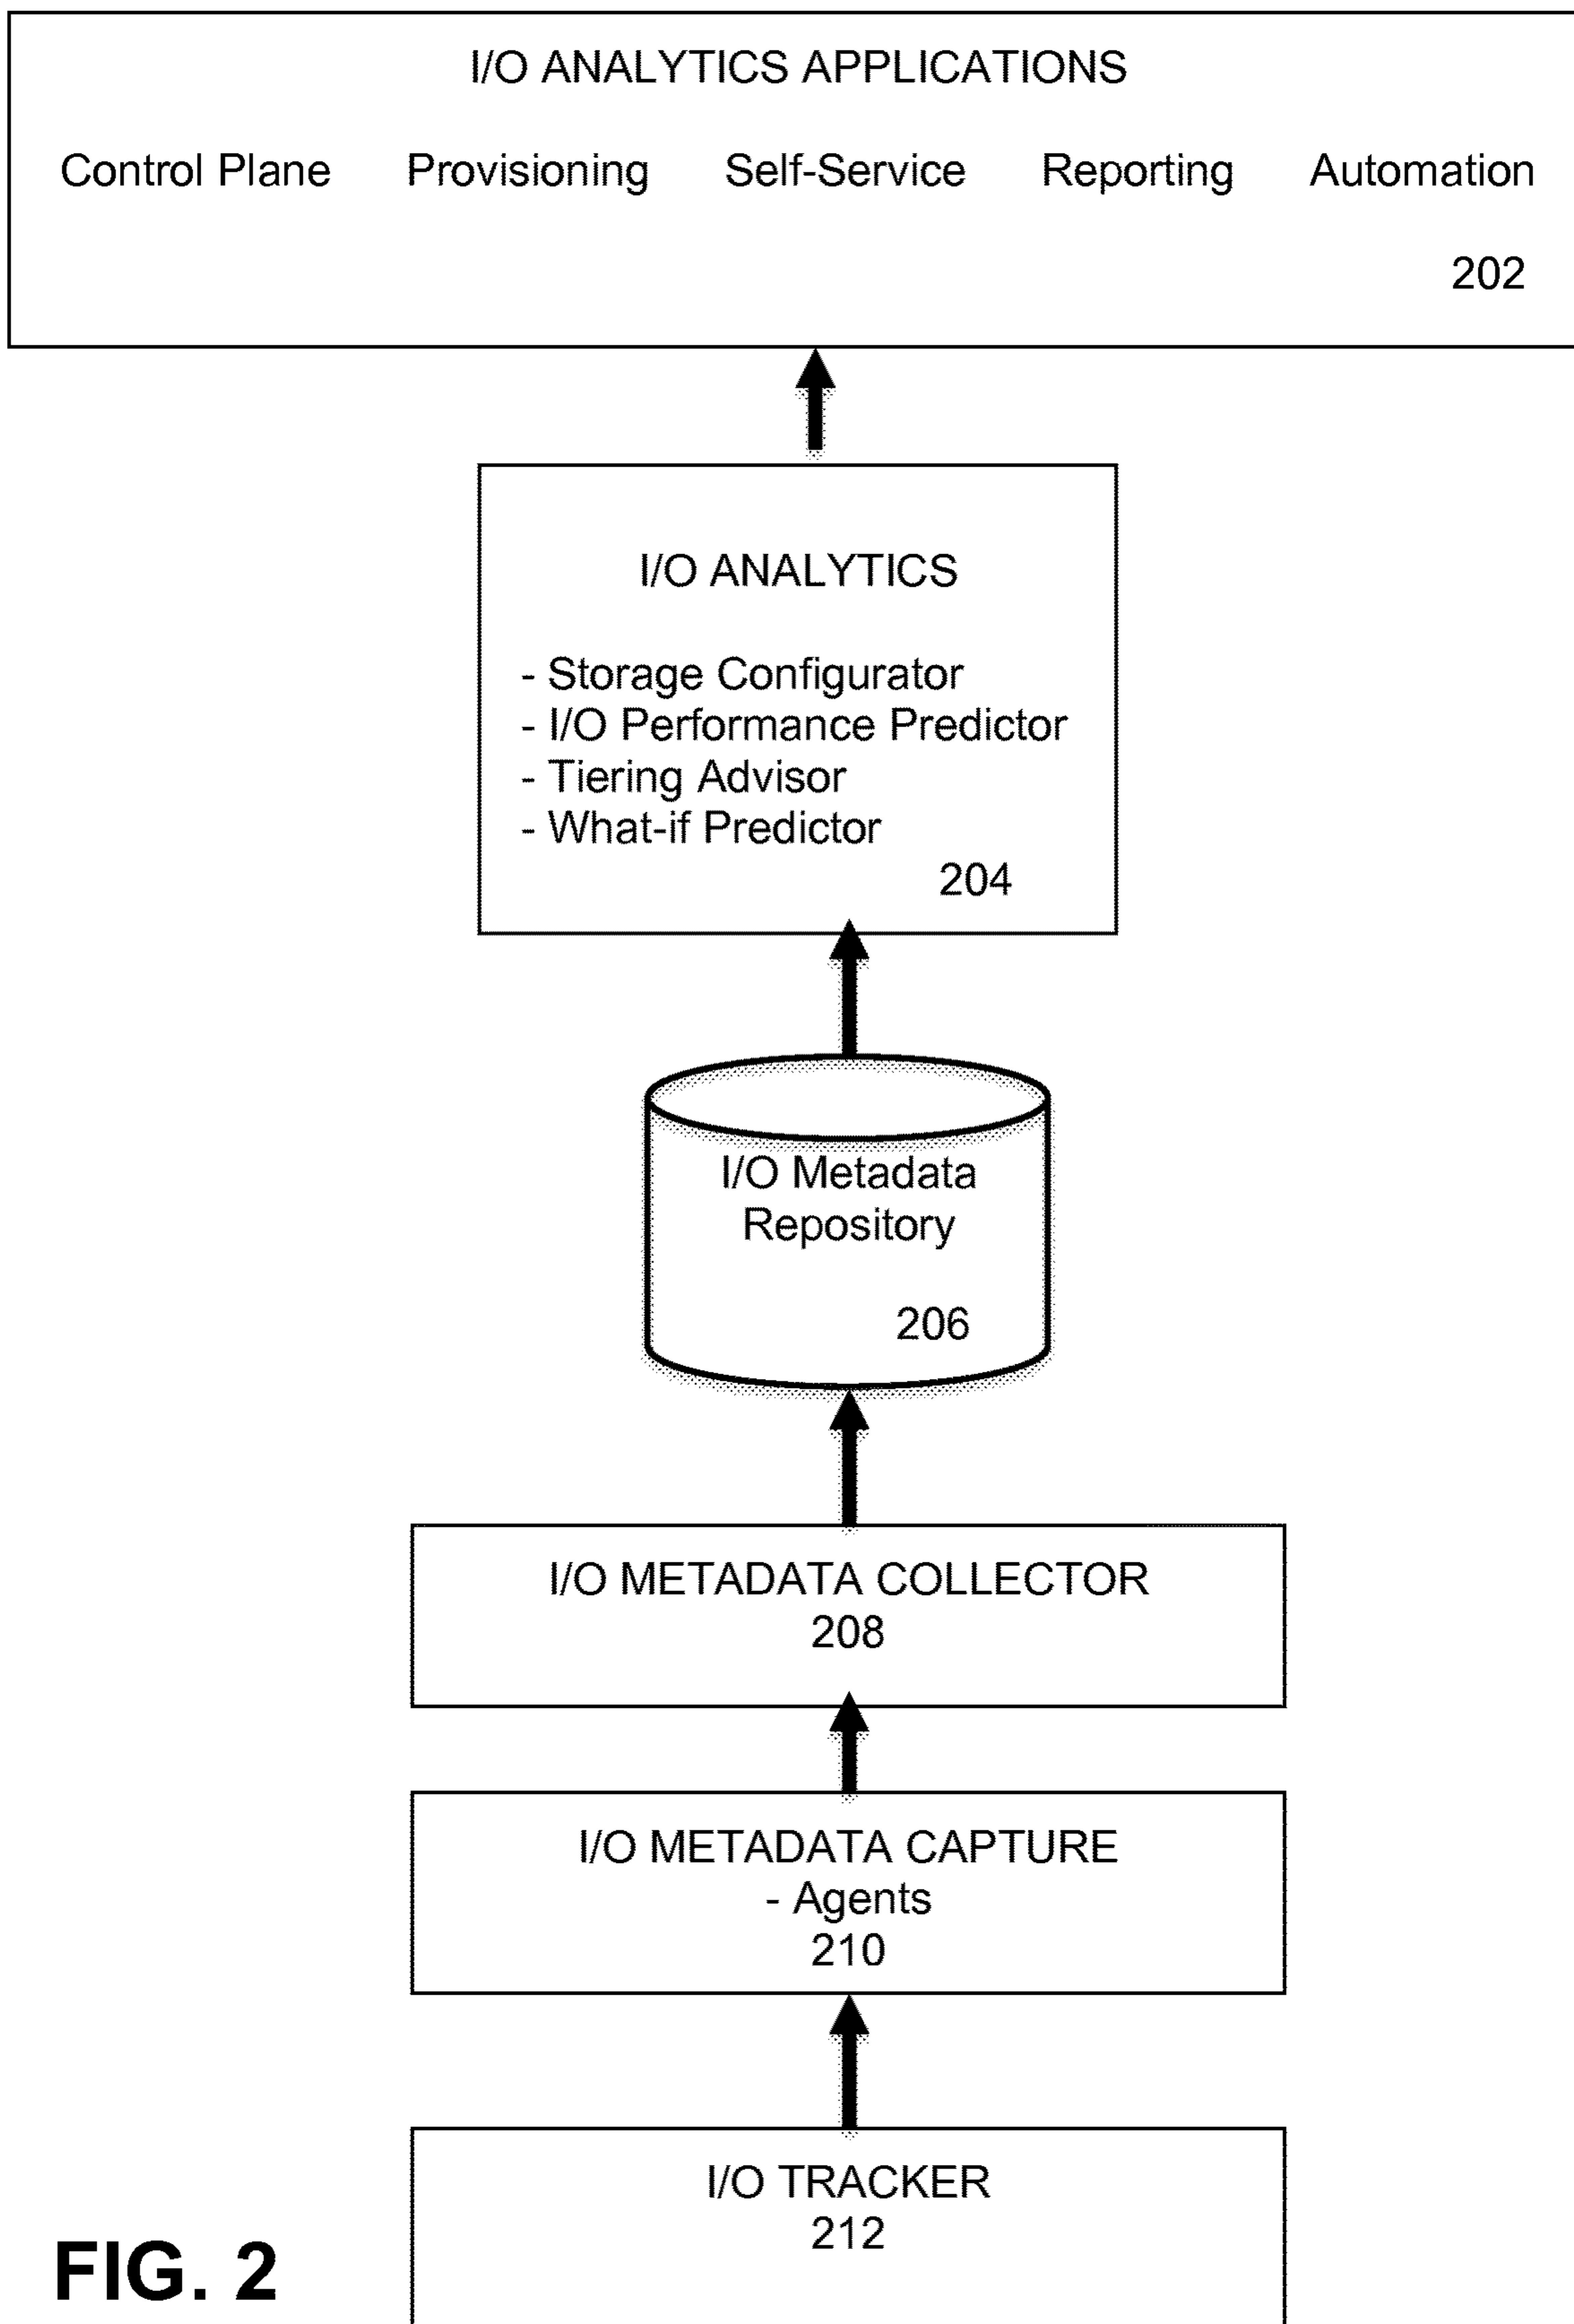 I/O ANALYTICS APPLICATIONS
Control Plane Provisioning Self-Service Reporting Automation
202
I/O ANALYTICS
- Storage Configurator
- I/O Performance Predictor
- Tiering Advisor
- What-if Predictor
204
I/O Metadata
Repository
206
I/O METADATA COLLECTOR
208
I/O METADATA CAPTURE
- Agents
210
I/O TRACKER
212
FIG. 2